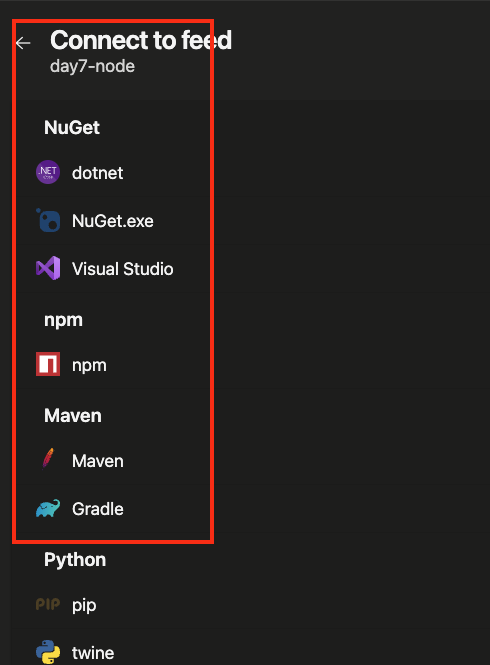 Connect to feed
day7-node
NuGet
.NET
CORE
dotnet
NuGet.exe
Visual Studio
npm
npm
Maven
Maven
Gradle
Python
PIP
pip
twine